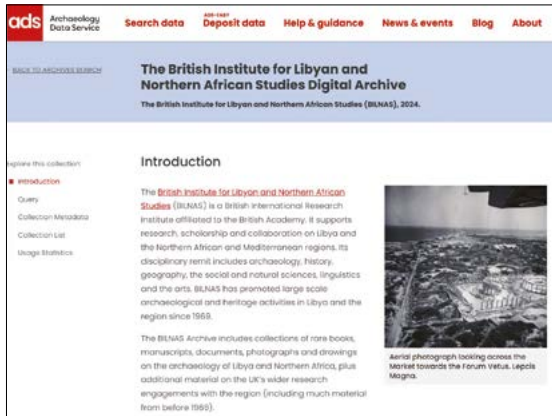 ads
Archaeology
Data Service
Search data
ADS-EASY
Deposit data
Help & guidance
News & events
Blog
About
BACK TO ARCHIVES SEARCH
The British Institute for Libyan and
Northern African Studies Digital Archive
The British Institute for Libyan and Northern African Studies (BILNAS), 2024.
Explore this collection:
Introduction
Query
Collection Metadata
Collection List
Usage Statistics
Introduction
The British Institute for Libyan and Northern African
Studies (BILNAS) is a British International Research
Institute affiliated to the British Academy. It supports
research, scholarship and collaboration on Libya and
the Northern African and Mediterranean regions. Its
disciplinary remit includes archaeology, history,
geography, the social and natural sciences, linguistics
and the arts. BILNAS has promoted large scale
archaeological and heritage activities in Libya and the
region since 1969.
The BILNAS Archive includes collections of rare books,
manuscripts, documents, photographs and drawings
on the archaeology of Libya and Northern Africa, plus
additional material on the UK's wider research
engagements with the region (including much material
from before 1969).
Aerial photograph looking across the
Market towards the Forum Vetus, Lepcis
Magna.